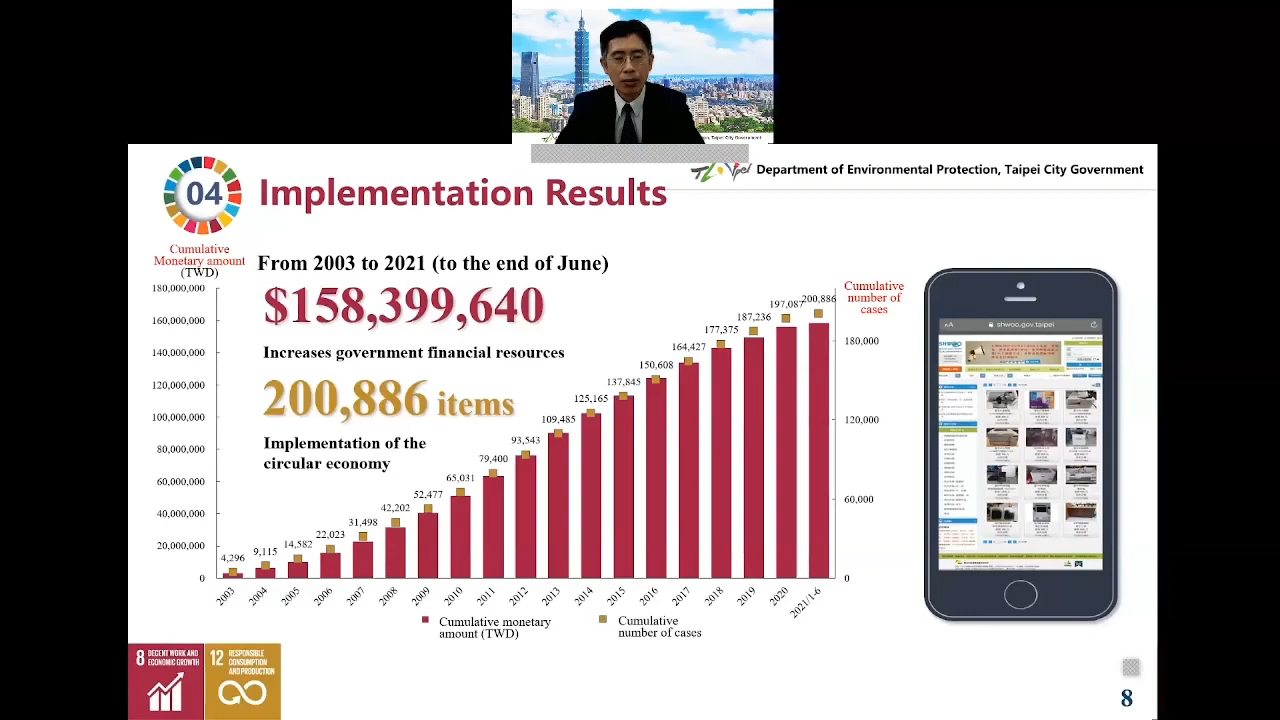 Department of Environmental Protection, Taipei City Government
04
Implementation Results
Cumulative
Monetary amount
(TWD)
From 2003 to 2021 (to the end of June)
$158,399,640
Increases government financial resources
200,886 items
Implementation of the
circular economy
180,000,000
160,000,000
140,000,000
120,000,000
100,000,000
80,000,000
60,000,000
40,000,000
20,000,000
0
4,296
22,023
31,498
42,202
52,477
65,031
79,400
93,543
109,485
125,165
137,845
150,608
164,427
177,375
187,236
197,087
200,886
Cumulative
number of
cases
180,000
120,000
60,000
0
2003
2004
2005
2006
2007
2008
2009
2010
2011
2012
2013
2014
2015
2016
2017
2018
2019
2020
2021/1-6
Cumulative monetary
amount (TWD)
Cumulative
number of cases
AA shwoo.gov.taipei
SHWOO
8 DECENT WORK AND
ECONOMIC GROWTH
12 RESPONSIBLE
CONSUMPTION
AND PRODUCTION
8